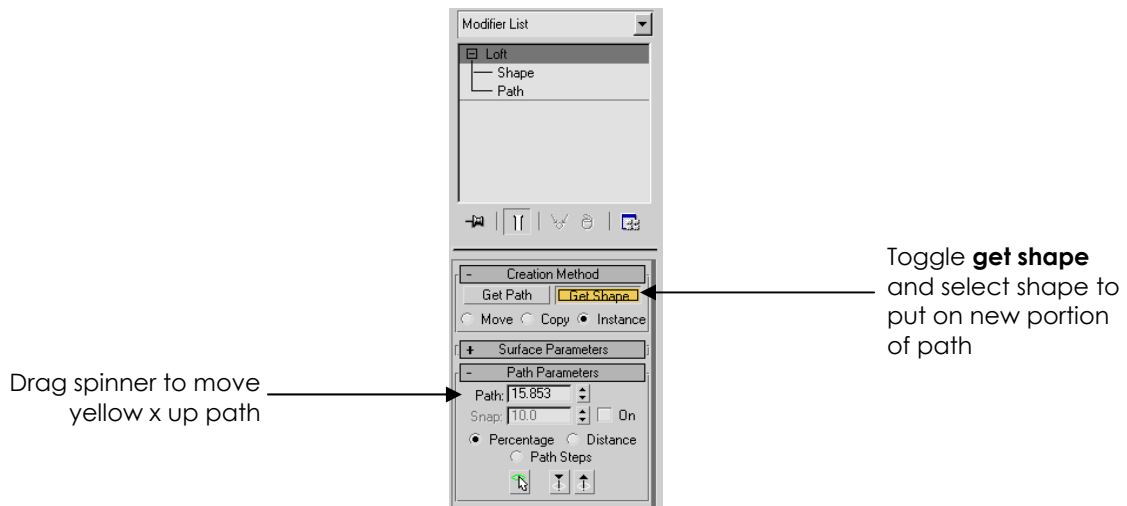 Modifier List
Loft
Shape
Path
Creation Method
Get Path Get Shape
Move Copy Instance
Toggle get shape
and select shape to
put on new portion
of path
+ Surface Parameters
- Path Parameters
Drag spinner to move
yellow x up path
Path: 15.853
Snap: 10.0 On
Percentage Distance
Path Steps